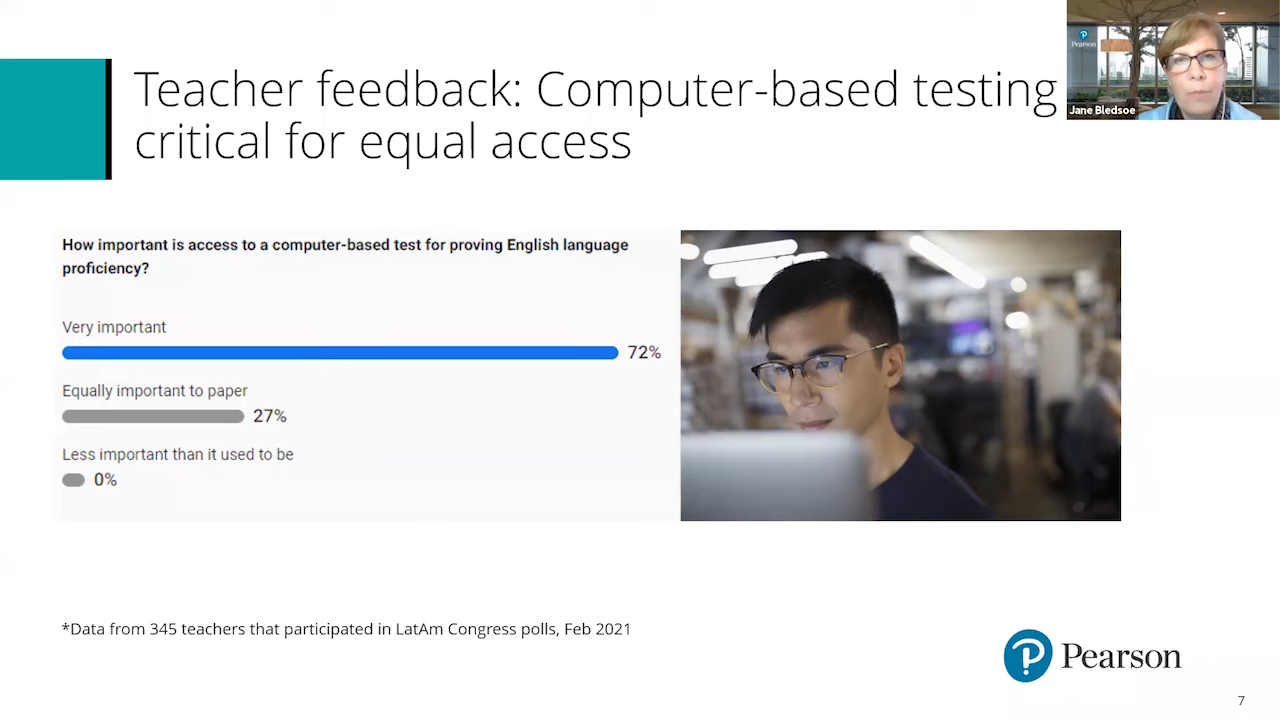 Pearson
Jane Bledsoe
Teacher feedback: Computer-based testing
critical for equal access
How important is access to a computer-based test for proving English language
proficiency?
Very important
72%
Equally important to paper
27%
Less important than it used to be
0%
*Data from 345 teachers that participated in LatAm Congress polls, Feb 2021
Pearson
7